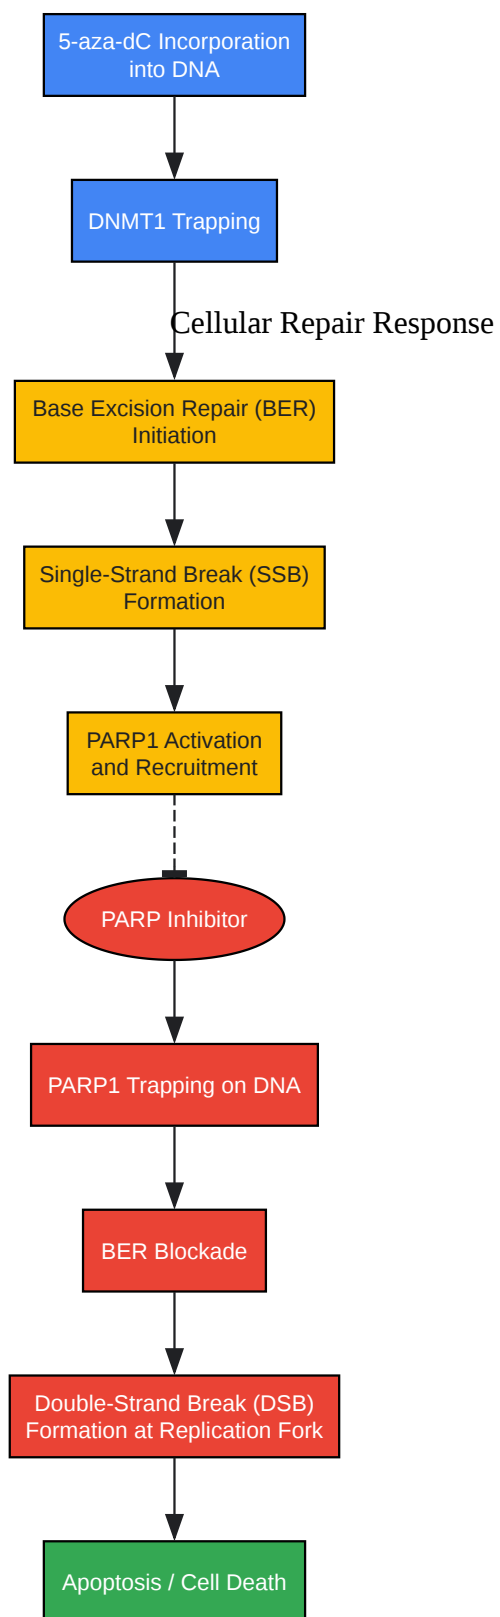 5-aza-dC Incorporation
into DNA
DNMT1 Trapping
Cellular Repair Response
Base Excision Repair (BER)
Initiation
Single-Strand Break (SSB)
Formation
PARP1 Activation
and Recruitment
PARP Inhibitor
PARP1 Trapping on DNA
BER Blockade
Double-Strand Break (DSB)
Formation at Replication Fork
Apoptosis / Cell Death